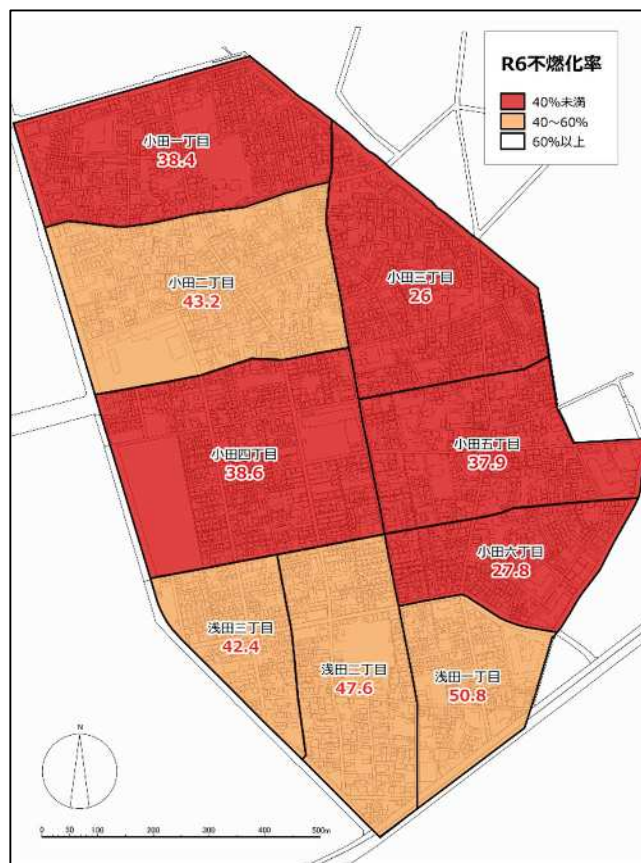 R6不燃化率
40%未満
40～60%
60%以上
小田一丁目
38.4
小田二丁目
43.2
小田三丁目
26
小田四丁目
38.6
小田五丁目
37.9
小田六丁目
27.8
浅田三丁目
42.4
浅田二丁目
47.6
浅田一丁目
50.8
N
0 50 100 200 300 400 500m